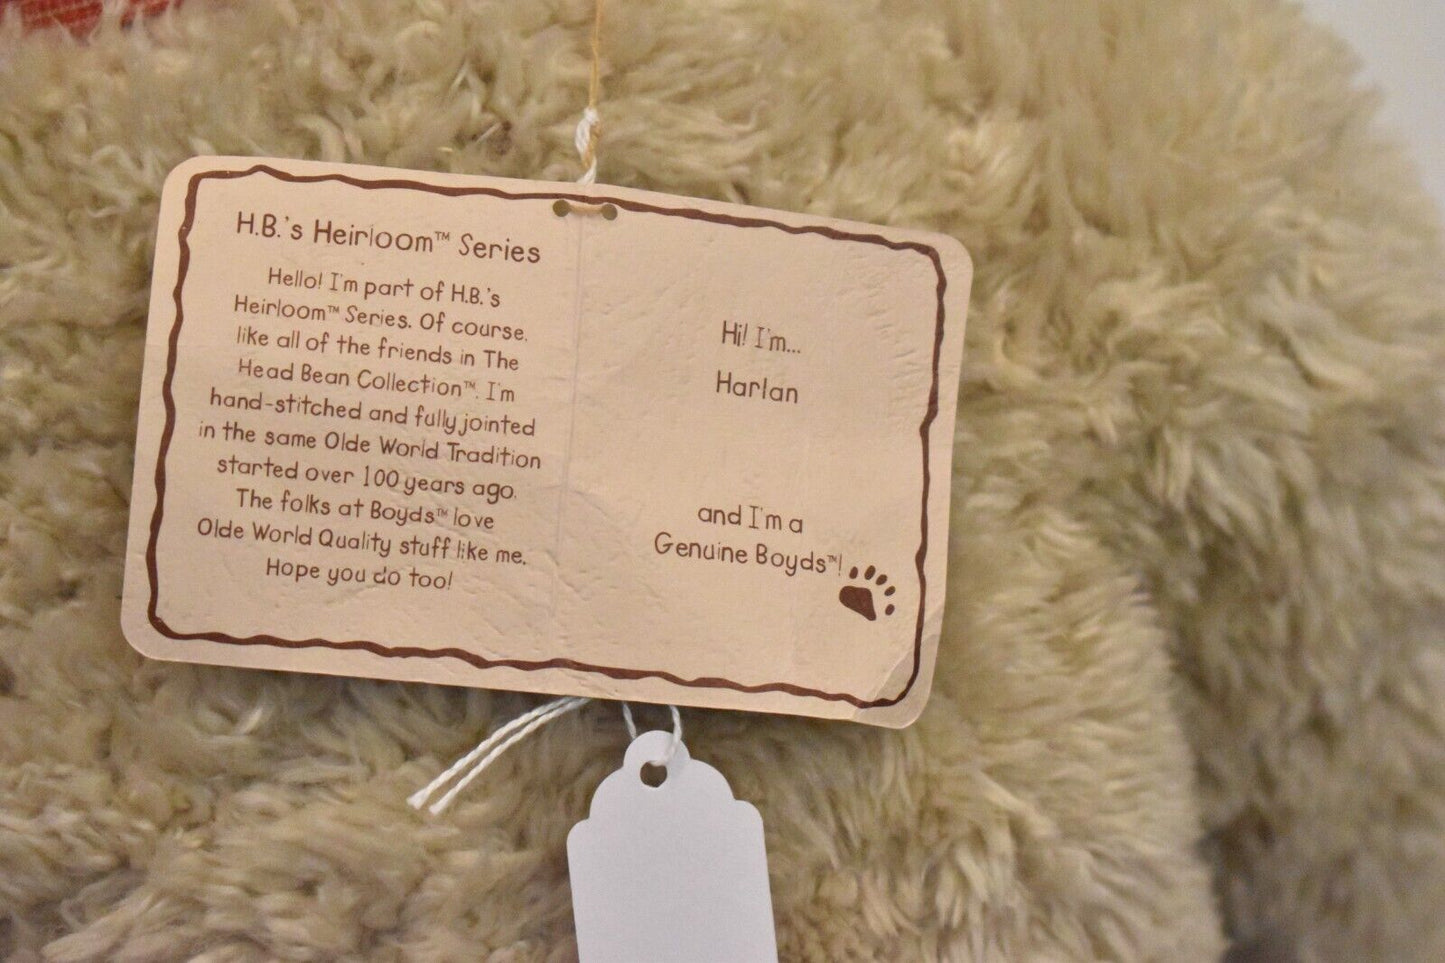 H.B.'s Heirloom™ Series
Hello! I'm part of H.B.'s
Heirloom™ Series. Of course,
like all of the friends in The
Head Bean Collection™, I'm
hand-stitched and fully jointed
in the same Olde World Tradition
started over 100 years ago.
The folks at Boyds™ love
Olde World Quality stuff like me.
Hope you do too!
Hi! I'm...
Harlan
and I'm a
Genuine Boyds™!